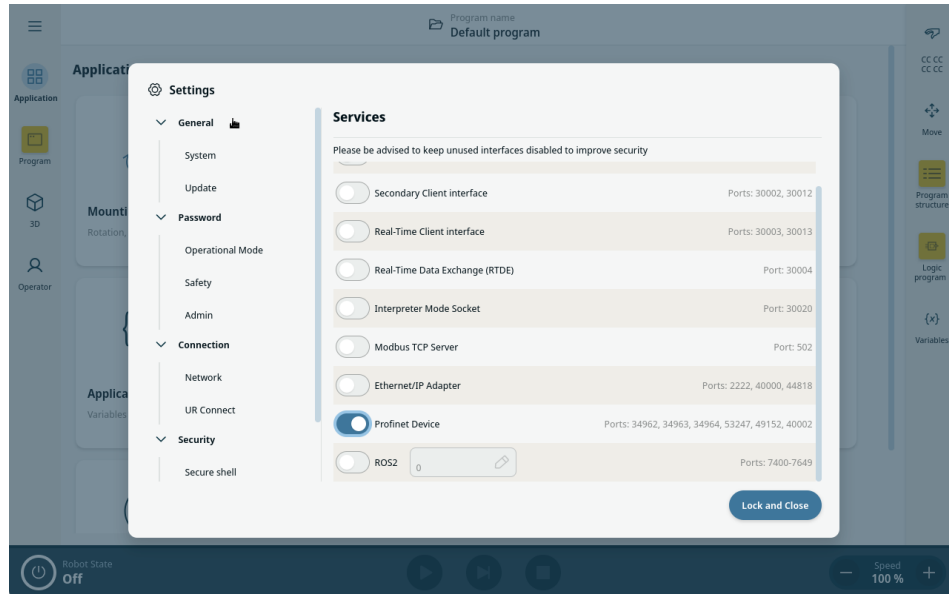 Program name
Default program
Applicati
Application
Program
3D
Operator
Mounti
Rotation,
Applica
Variables
Settings
General
System
Update
Password
Operational Mode
Safety
Admin
Connection
Network
UR Connect
Security
Secure shell
Services
Please be advised to keep unused interfaces disabled to improve security
Secondary Client interface
Ports: 30002, 30012
Real-Time Client interface
Ports: 30003, 30013
Real-Time Data Exchange (RTDE)
Port: 30004
Interpreter Mode Socket
Port: 30020
Modbus TCP Server
Port: 502
Ethernet/IP Adapter
Ports: 2222, 40000, 44818
Profinet Device
Ports: 34962, 34963, 34964, 53247, 49152, 40002
ROS2
0
Ports: 7400-7649
Lock and Close
CC CC
CC CC
Move
Program
structure
Logic
program
{x}
Variables
Robot State
Off
Speed
100 %